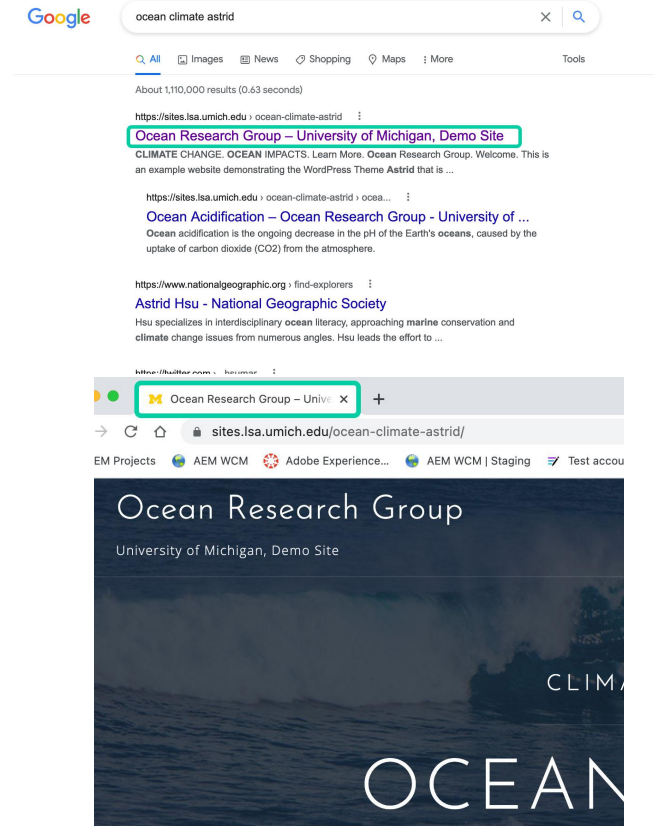 Google
ocean climate astrid
All Images News Shopping Maps More Tools
About 1,110,000 results (0.63 seconds)
https://sites.lsa.umich.edu › ocean-climate-astrid
Ocean Research Group – University of Michigan, Demo Site
CLIMATE CHANGE. OCEAN IMPACTS. Learn More. Ocean Research Group. Welcome. This is
an example website demonstrating the WordPress Theme Astrid that is ...
https://sites.lsa.umich.edu › ocean-climate-astrid › ocea...
Ocean Acidification – Ocean Research Group - University of ...
Ocean acidification is the ongoing decrease in the pH of the Earth's oceans, caused by the
uptake of carbon dioxide (CO2) from the atmosphere.
https://www.nationalgeographic.org › find-explorers
Astrid Hsu - National Geographic Society
Hsu specializes in interdisciplinary ocean literacy, approaching marine conservation and
climate change issues from numerous angles. Hsu leads the effort to ...
https://twitter.com › hsumar
Ocean Research Group – Unive
sites.lsa.umich.edu/ocean-climate-astrid/
EM Projects AEM WCM Adobe Experience... AEM WCM | Staging Test accou
Ocean Research Group
University of Michigan, Demo Site
CLIMA
OCEAN